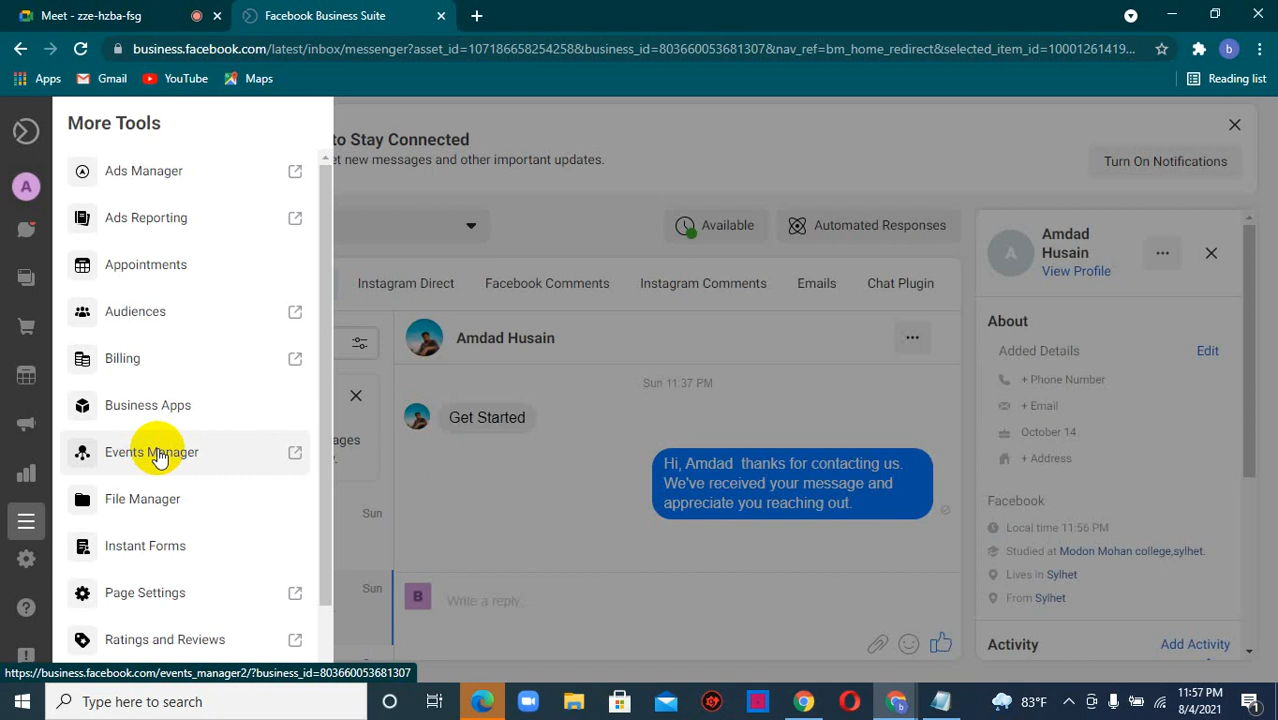 Meet - zze-hzba-fsg
Facebook Business Suite
business.facebook.com/latest/inbox/messenger?asset_id=107186658254258&business_id=803660053681307&nav_ref=bm_home_redirect&selected_item_id=10001261419...
b
Apps
Gmail
YouTube
Maps
Reading list
More Tools
to Stay Connected
et new messages and other important updates.
Turn On Notifications
Ads Manager
A
Ads Reporting
Available
Automated Responses
Amdad
Husain
View Profile
A
Appointments
Instagram Direct
Facebook Comments
Instagram Comments
Emails
Chat Plugin
Audiences
Amdad Husain
About
Added Details
Edit
Billing
Sun 11:37 PM
+ Phone Number
Business Apps
Get Started
+ Email
October 14
ages
Events Manager
Hi, Amdad thanks for contacting us.
We've received your message and
appreciate you reaching out.
+ Address
File Manager
Sun
Facebook
Local time 11:56 PM
Instant Forms
Studied at Modon Mohan college,sylhet.
Lives in Sylhet
Page Settings
Sun
B
Write a reply...
From Sylhet
Ratings and Reviews
Activity
Add Activity
https://business.facebook.com/events_manager2/?business_id=803660053681307
Type here to search
83°F
11:57 PM
8/4/2021
1